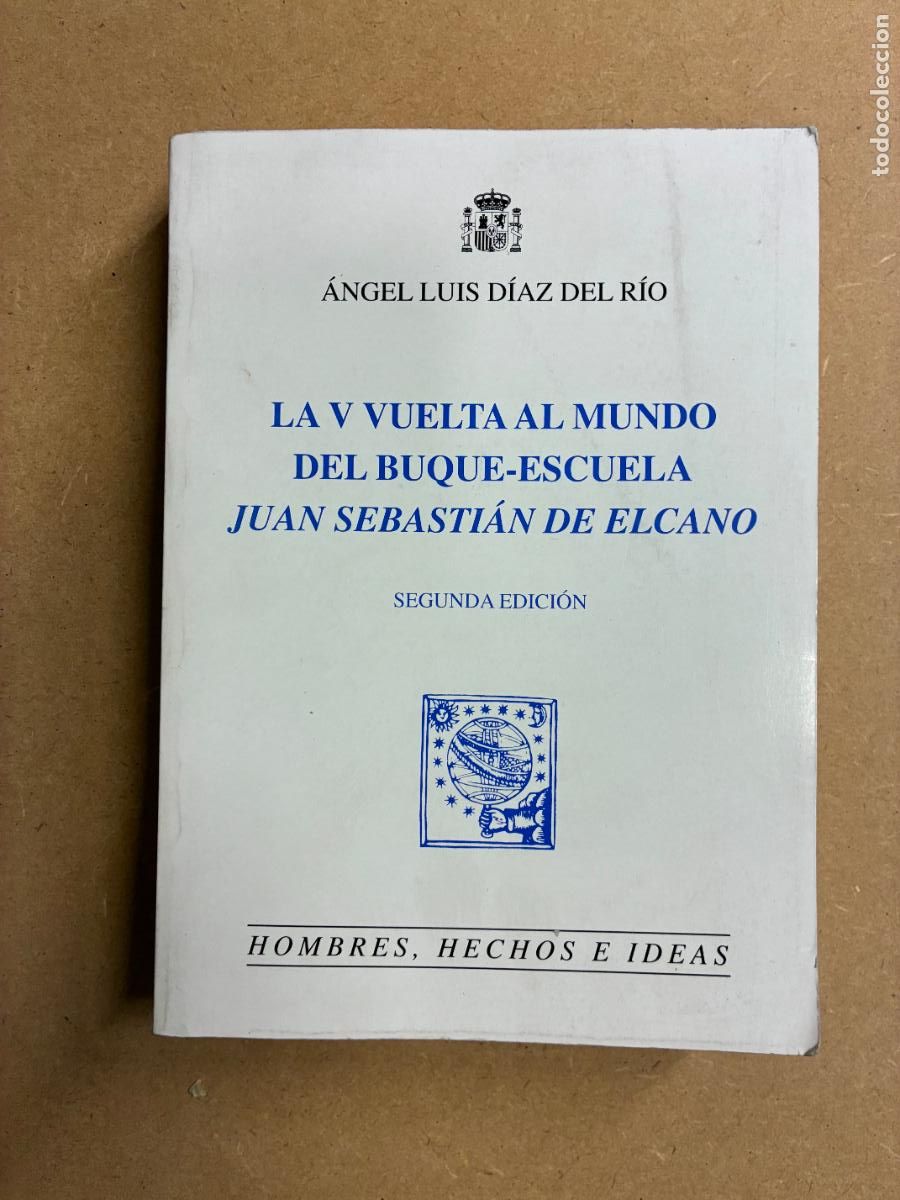 ÁNGEL LUIS DÍAZ DEL RÍO
LA V VUELTA AL MUNDO
DEL BUQUE-ESCUELA
JUAN SEBASTIÁN DE ELCANO
SEGUNDA EDICIÓN
HOMBRES, HECHOS E IDEAS
todocoleccion